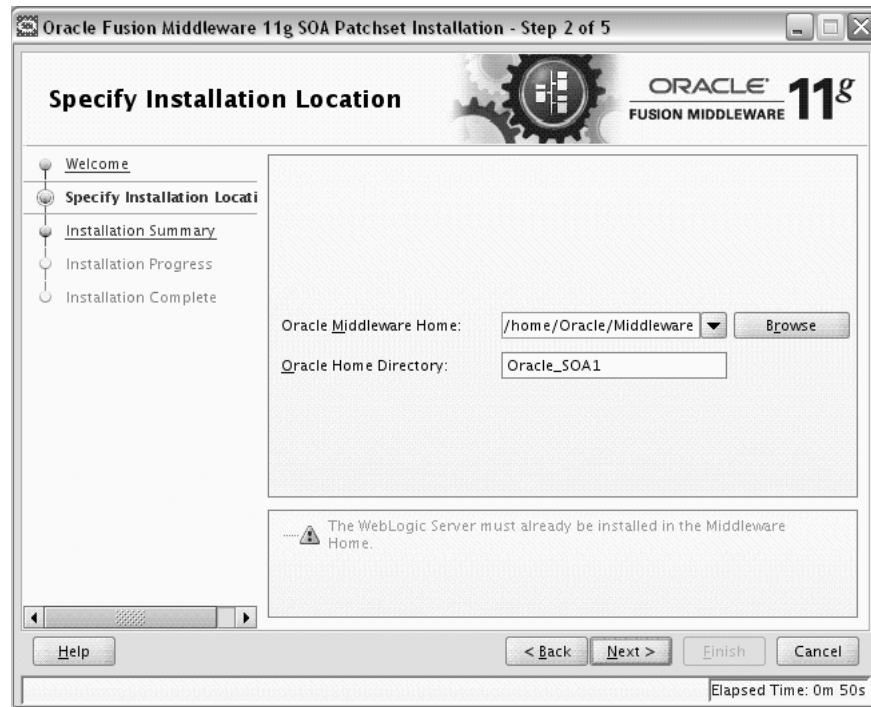 Oracle Fusion Middleware 11g SOA Patchset Installation - Step 2 of 5
Specify Installation Location
ORACLE
FUSION MIDDLEWARE
11g
Welcome
Specify Installation Locati
Installation Summary
Installation Progress
Installation Complete
Oracle Middleware Home: /home/Oracle/Middleware Browse
Oracle Home Directory: Oracle_SOA1
The WebLogic Server must already be installed in the Middleware
Home.
Help < Back Next > Finish Cancel
Elapsed Time: 0m 50s